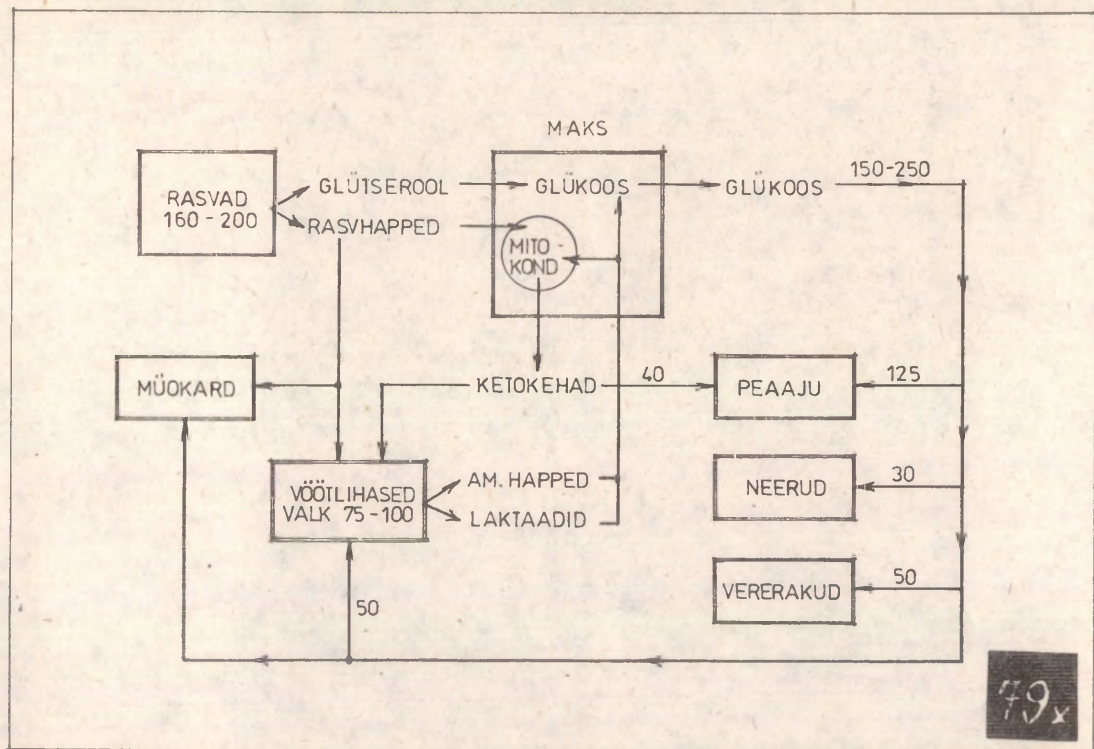 MAKS
RASVAD
160-200
GLÜTSEROOL
RASVHAPPED
GLÜKOOS
MITO-
KOND
GLÜKOOS
150-250
MÜOKARD
KETOKEHAD
40
PEAAJU
125
VÖÖTLIHASED
VALK 75-100
AM. HAPPED
LAKTAADID
NEERUD
30
VERERAKUD
50
50
79x